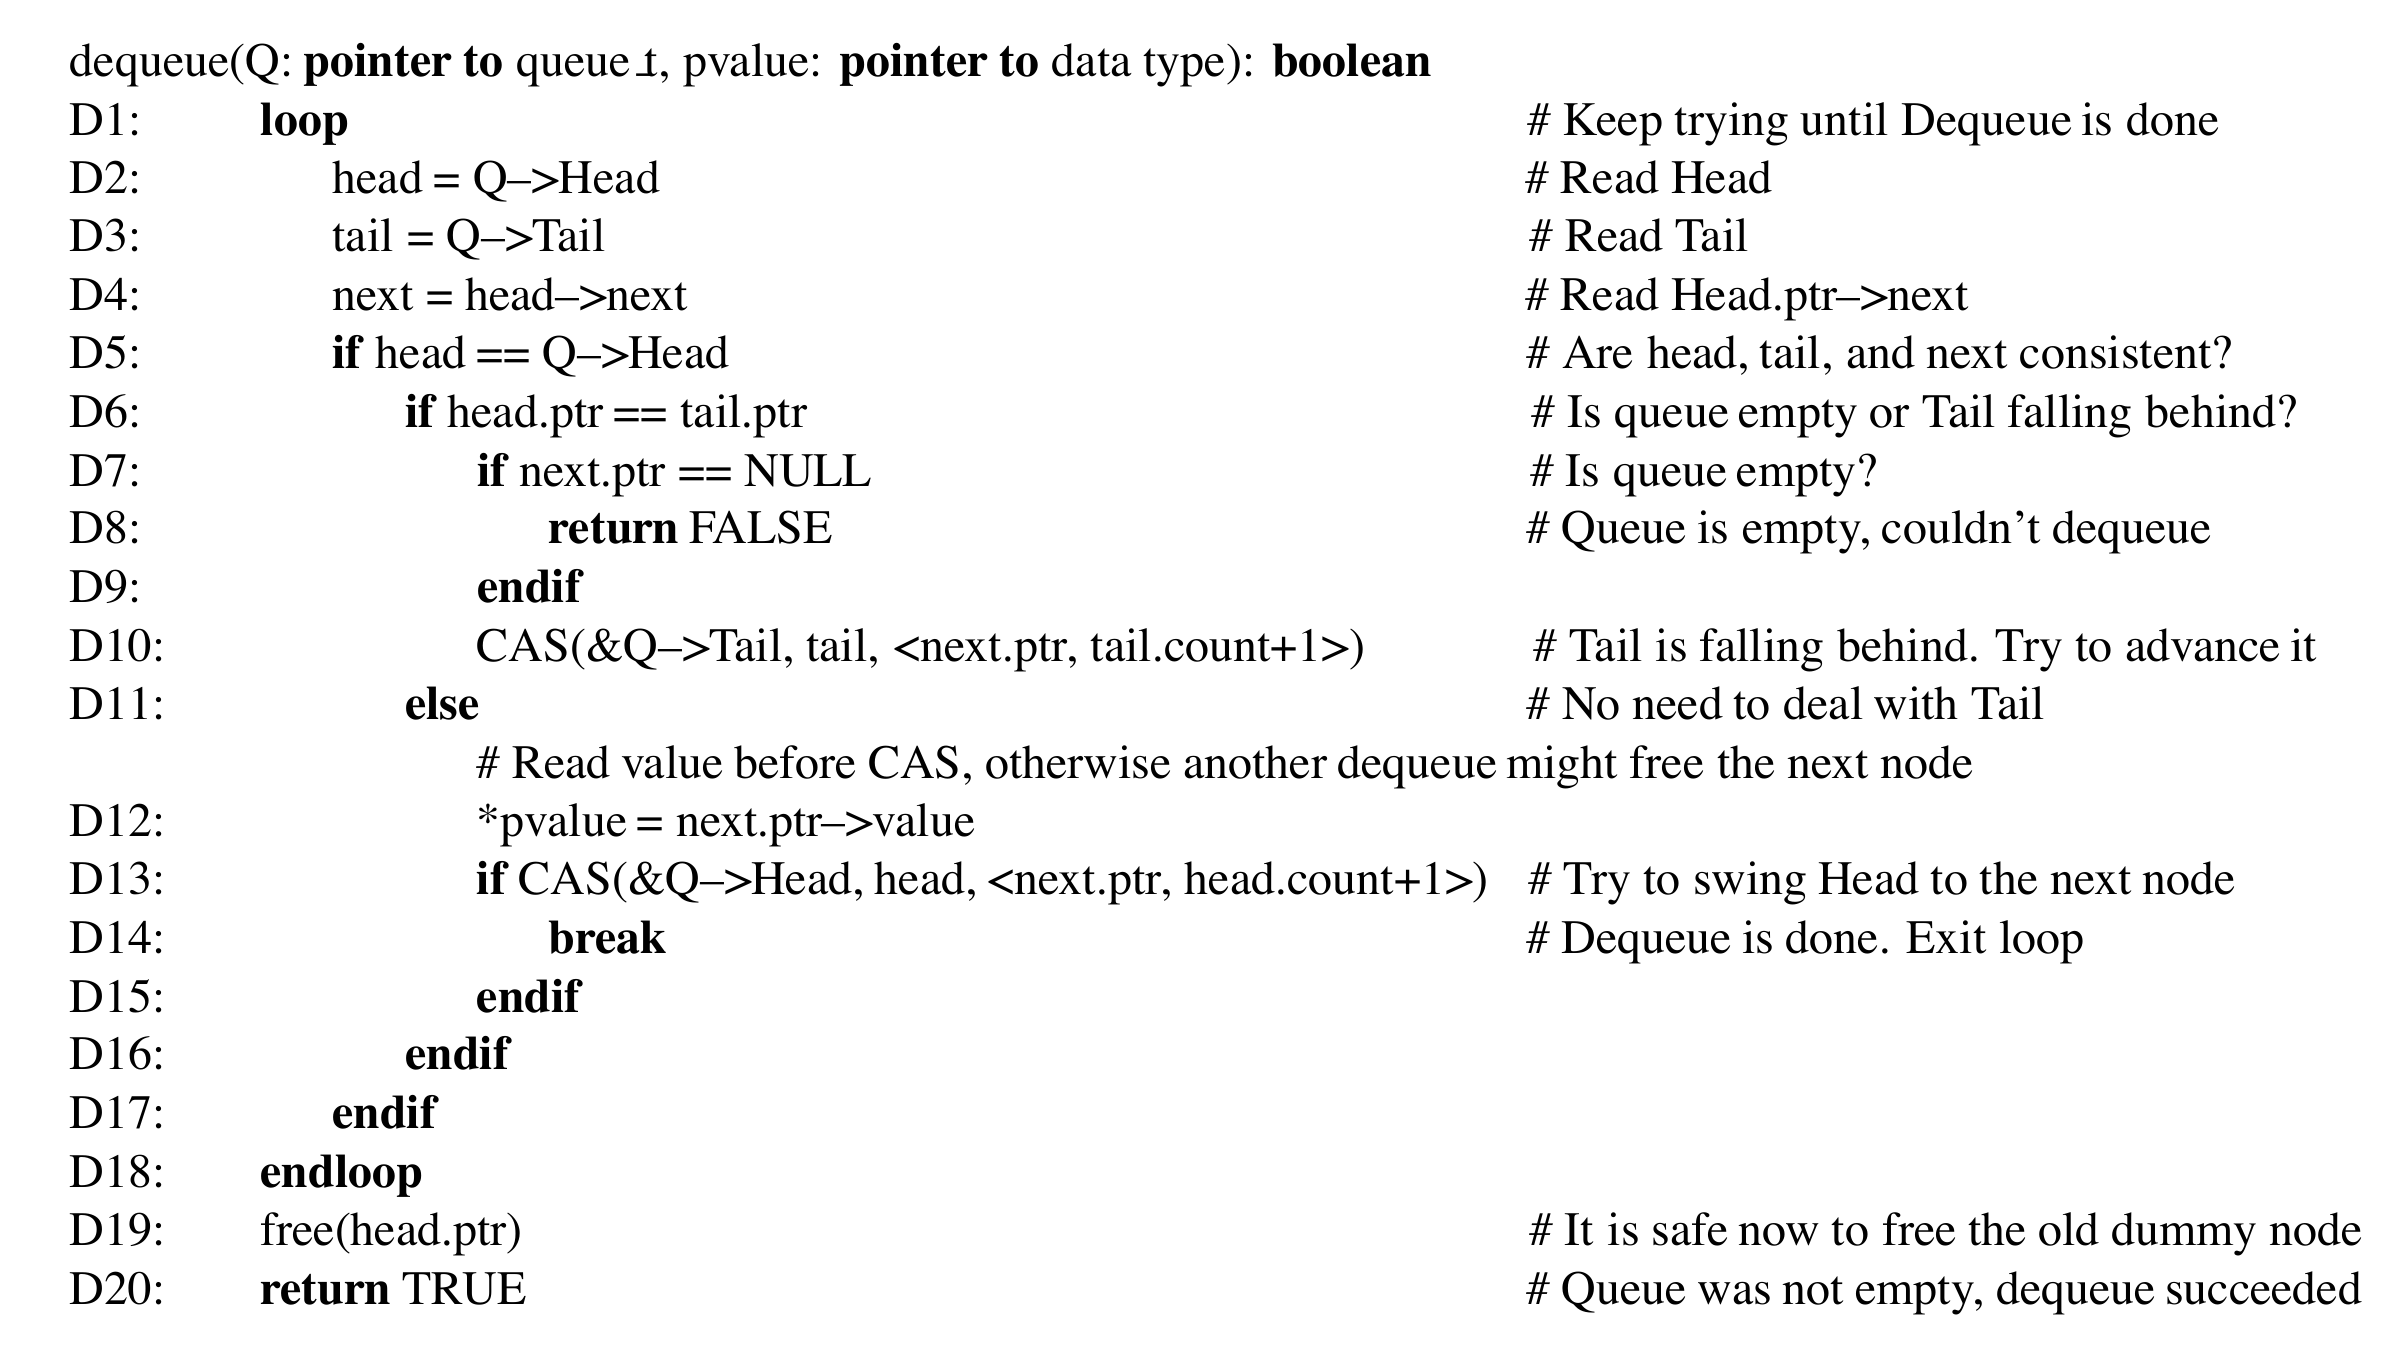 dequeue(Q: pointer to queue_t, pvalue: pointer to data type): boolean
D1: loop # Keep trying until Dequeue is done
D2: head = Q–>Head # Read Head
D3: tail = Q–>Tail # Read Tail
D4: next = head–>next # Read Head.ptr–>next
D5: if head == Q–>Head # Are head, tail, and next consistent?
D6: if head.ptr == tail.ptr # Is queue empty or Tail falling behind?
D7: if next.ptr == NULL # Is queue empty?
D8: return FALSE # Queue is empty, couldn’t dequeue
D9: endif
D10: CAS(&Q–>Tail, tail, <next.ptr, tail.count+1>) # Tail is falling behind. Try to advance it
D11: else # No need to deal with Tail
# Read value before CAS, otherwise another dequeue might free the next node
D12: *pvalue = next.ptr–>value
D13: if CAS(&Q–>Head, head, <next.ptr, head.count+1>) # Try to swing Head to the next node
D14: break # Dequeue is done. Exit loop
D15: endif
D16: endif
D17: endif
D18: endloop
D19: free(head.ptr) # It is safe now to free the old dummy node
D20: return TRUE # Queue was not empty, dequeue succeeded